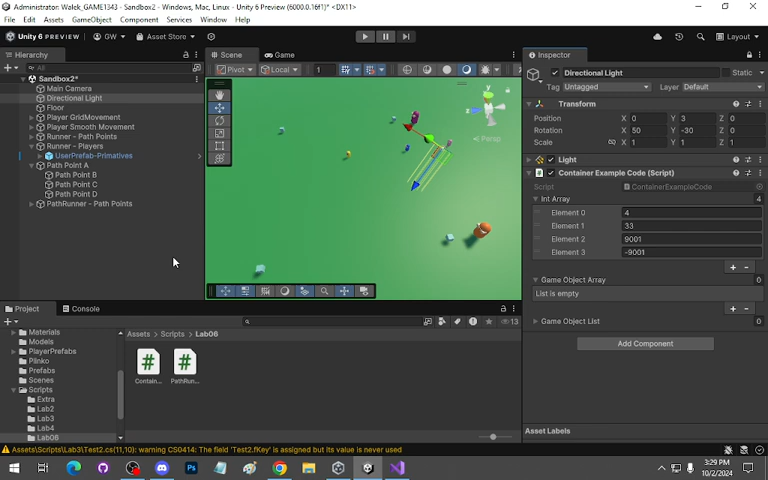 Administrator: Walek_GAME1343 - Sandbox2 - Windows, Mac, Linux - Unity 6 Preview (6000.0.16f1)* <DX11>
File Edit Assets GameObject Component Services Window Help
Unity 6 PREVIEW GW Asset Store Layout
Hierarchy
All
Sandbox2*
Main Camera
Directional Light
Floor
Player GridMovement
Player Smooth Movement
Runner - Path Points
Runner - Players
UserPrefab-Primatives
Path Point A
Path Point B
Path Point C
Path Point D
PathRunner - Path Points
Scene Game
Pivot Local 1
y
Persp
Inspector
Directional Light Static
Tag Untagged Layer Default
Transform
Position X 0 Y 3 Z 0
Rotation X 50 Y -30 Z 0
Scale X 1 Y 1 Z 1
Light
Container Example Code (Script)
Script ContainerExampleCode
Int Array 4
Element 0 4
Element 1 33
Element 2 9001
Element 3 -9001
+ -
Game Object Array 0
List is empty
+ -
Game Object List 0
Add Component
Asset Labels
Project Console
13
Materials
Models
PlayerPrefabs
Plinko
Prefabs
Scenes
Scripts
Extra
Lab2
Lab3
Lab4
Lab06
Assets > Scripts > Lab06
Contain... PathRun...
Assets\Scripts\Lab3\Test2.cs(11,10): warning CS0414: The field 'Test2.fKey' is assigned but its value is never used
3:29 PM
10/2/2024